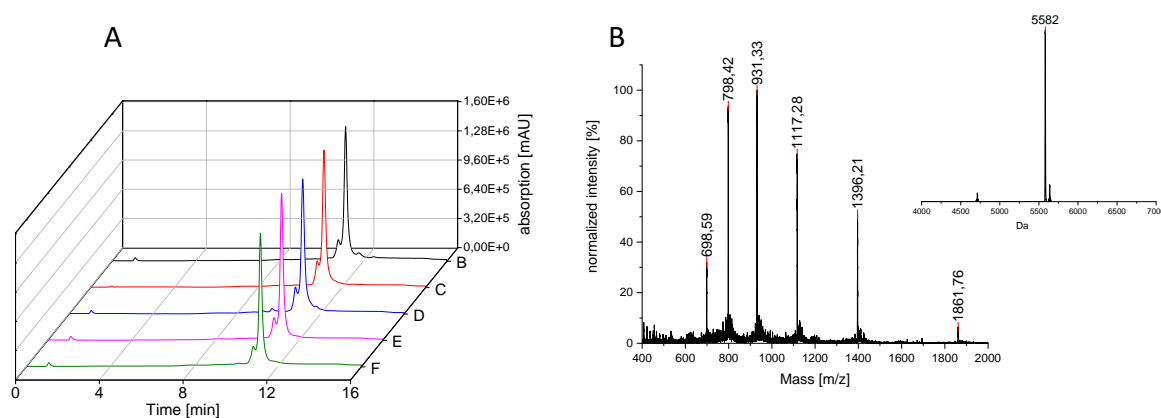 A
1,60E+6
1,28E+6
9,60E+5
6,40E+5
3,20E+5
0,00E+0
absorption [mAU]
B
C
D
E
F
0
4
8
12
16
Time [min]
B
698,59
798,42
931,33
1117,28
1396,21
1861,76
100
80
60
40
20
0
normalized intensity [%]
400
600
800
1000
1200
1400
1600
1800
2000
Mass [m/z]
5582
4000
4500
5000
5500
6000
6500
700
Da